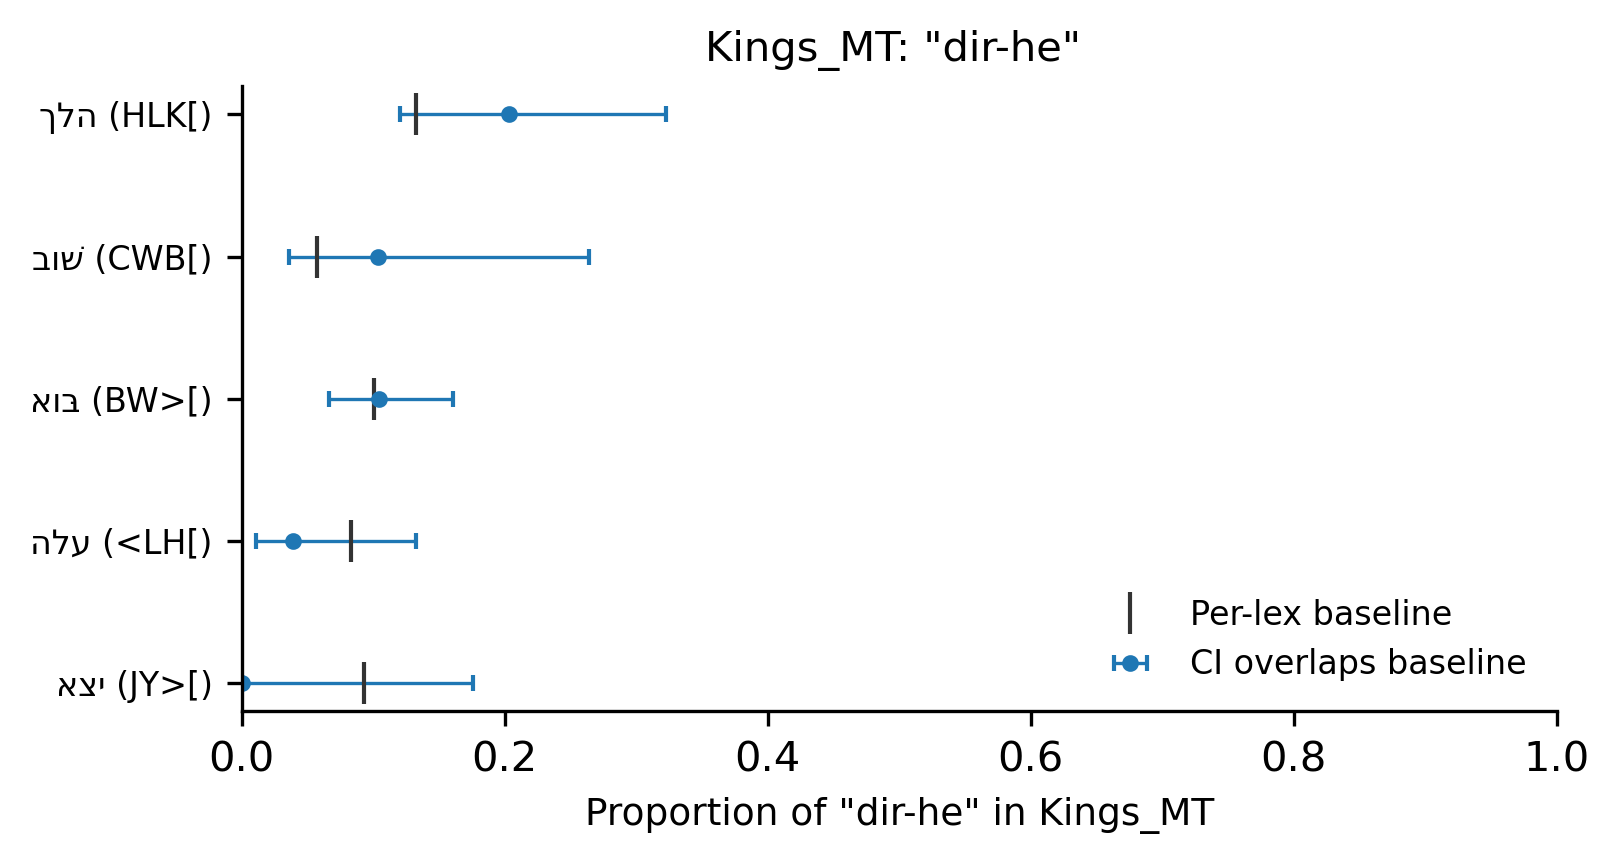 Kings_MT: "dir-he"
הלך (HLK[)
שׁוב (CWB[)
בּוא (BW>[)
עלה (<LH[)
יצא (JY>[)
Per-lex baseline
CI overlaps baseline
0.0 0.2 0.4 0.6 0.8 1.0
Proportion of "dir-he" in Kings_MT